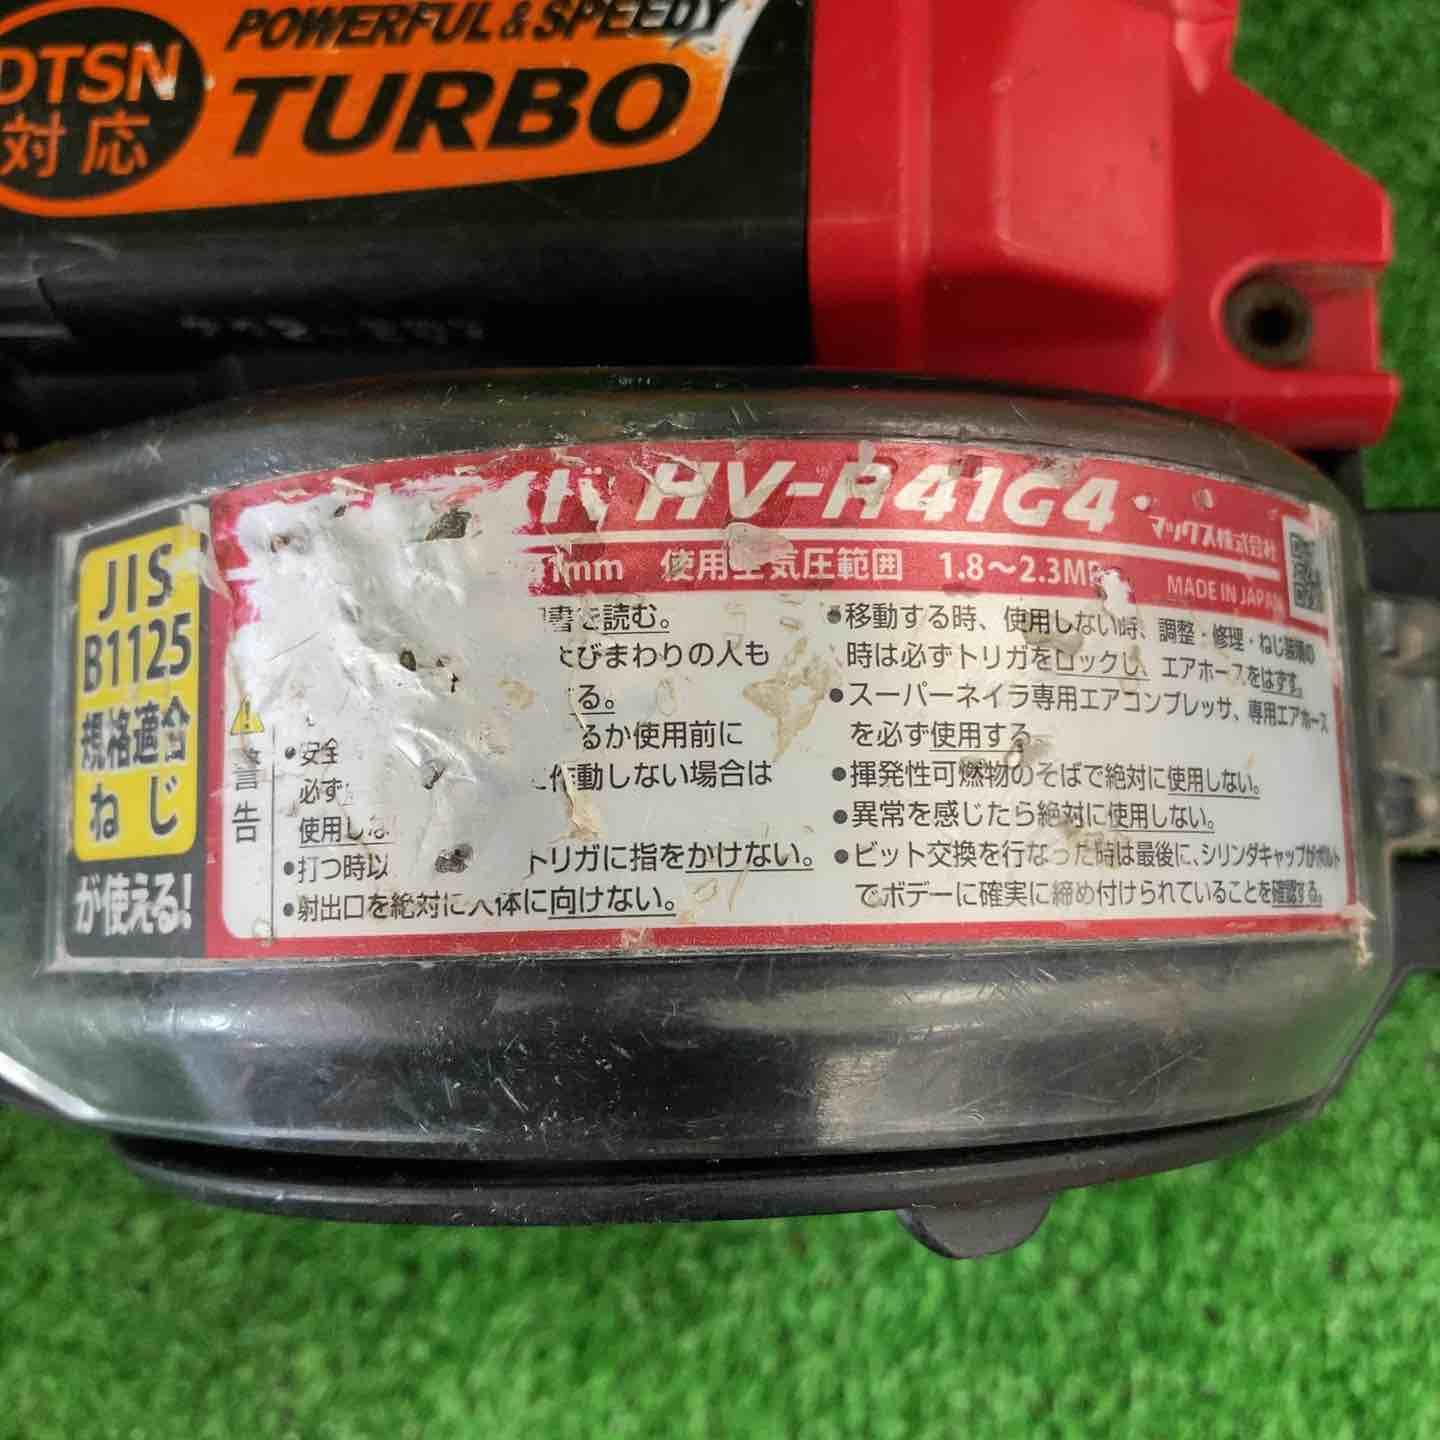 POWERFUL & SPEEDY
DTSN
対応
TURBO
HV-R41G4
マックス株式会社
41mm 使用空気圧範囲 1.8～2.3MPa
MADE IN JAPAN
JIS
B1125
規格適合
ねじ
が使える!
警告
書を読む。
びまわりの人も
る。
るか使用前に
•安全
必ず
作動しない場合は
使用しな
•打つ時以 トリガに指をかけない。
•射出口を絶対に人体に向けない。
•移動する時、使用しない時、調整・修理・ねじ装填の
時は必ずトリガをロックし、エアホースをはずす。
•スーパーネイラ専用エアコンプレッサ、専用エアホース
を必ず使用する
•揮発性可燃物のそばで絶対に使用しない。
•異常を感じたら絶対に使用しない。
•ビット交換を行なった時は最後に、シリンダキャップがボルト
でボデーに確実に締め付けられていることを確認する。